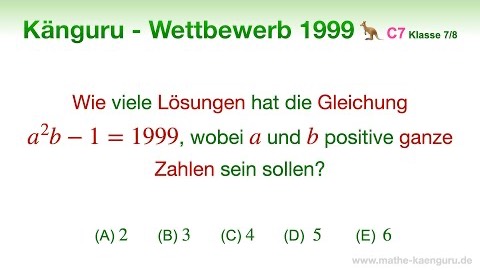 Känguru - Wettbewerb 1999 🦘 C7 Klasse 7/8
Wie viele Lösungen hat die Gleichung
a²b − 1 = 1999, wobei a und b positive ganze
Zahlen sein sollen?
(A) 2 (B) 3 (C) 4 (D) 5 (E) 6
www.mathe-kaenguru.de